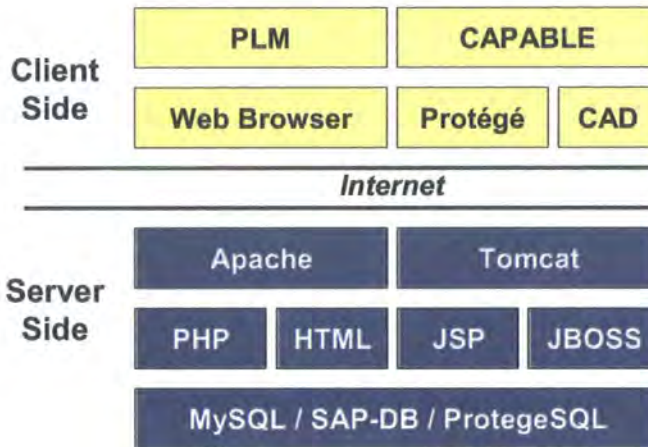 Client
Side
PLM CAPABLE
Web Browser Protégé CAD
Internet
Server
Side
Apache Tomcat
PHP HTML JSP JBOSS
MySQL / SAP-DB / ProtegeSQL